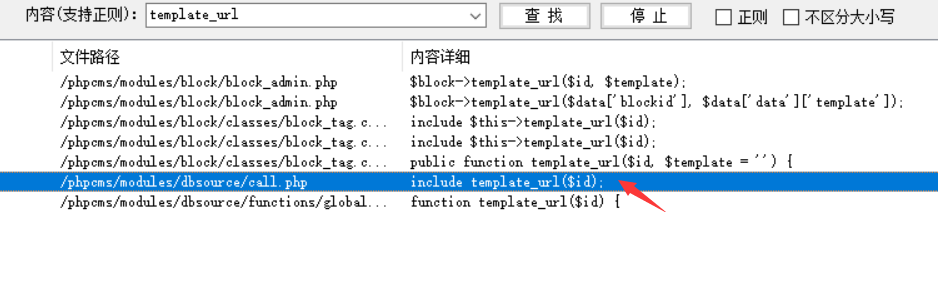 内容(支持正则): template_url 查 找 停 止 正则 不区分大小写
文件路径 内容详细
/phpcms/modules/block/block_admin.php $block->template_url($id, $template);
/phpcms/modules/block/block_admin.php $block->template_url($data['blockid'], $data['data']['template']);
/phpcms/modules/block/classes/block_tag.c... include $this->template_url($id);
/phpcms/modules/block/classes/block_tag.c... include $this->template_url($id);
/phpcms/modules/block/classes/block_tag.c... public function template_url($id, $template = '') {
/phpcms/modules/dbsource/call.php include template_url($id);
/phpcms/modules/dbsource/functions/global... function template_url($id) {